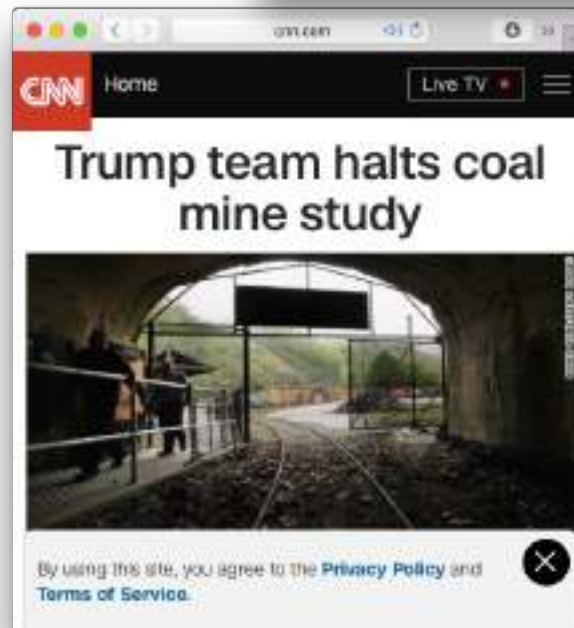 cnn.com
CNN Home Live TV
Trump team halts coal
mine study
By using this site, you agree to the Privacy Policy and
Terms of Service.